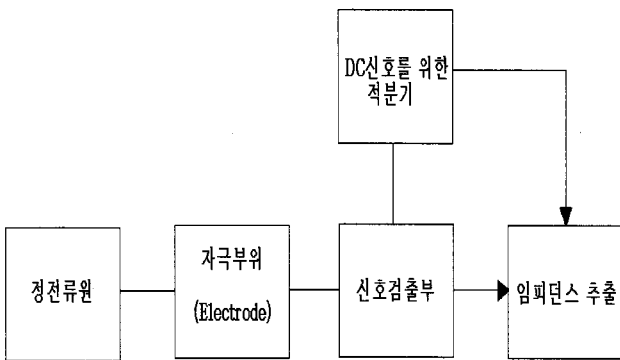 DC신호를 위한
적분기
정전류원
자극부위
(Electrode)
신호검출부
임피던스 추출